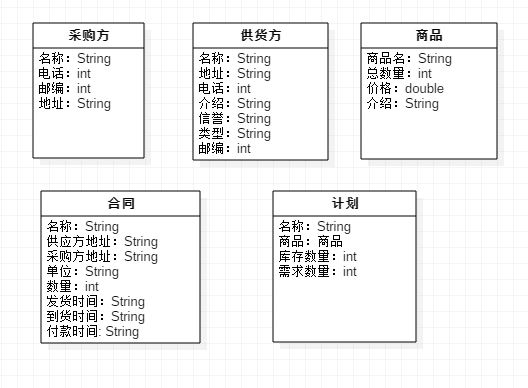 采购方
名称：String
电话：int
邮编：int
地址：String
供货方
名称：String
地址：String
电话：int
介绍：String
信誉：String
类型：String
邮编：int
商品
商品名：String
总数量：int
价格：double
介绍：String
合同
名称：String
供应方地址：String
采购方地址：String
单位：String
数量：int
发货时间：String
到货时间：String
付款时间: String
计划
名称：String
商品：商品
库存数量：int
需求数量：int